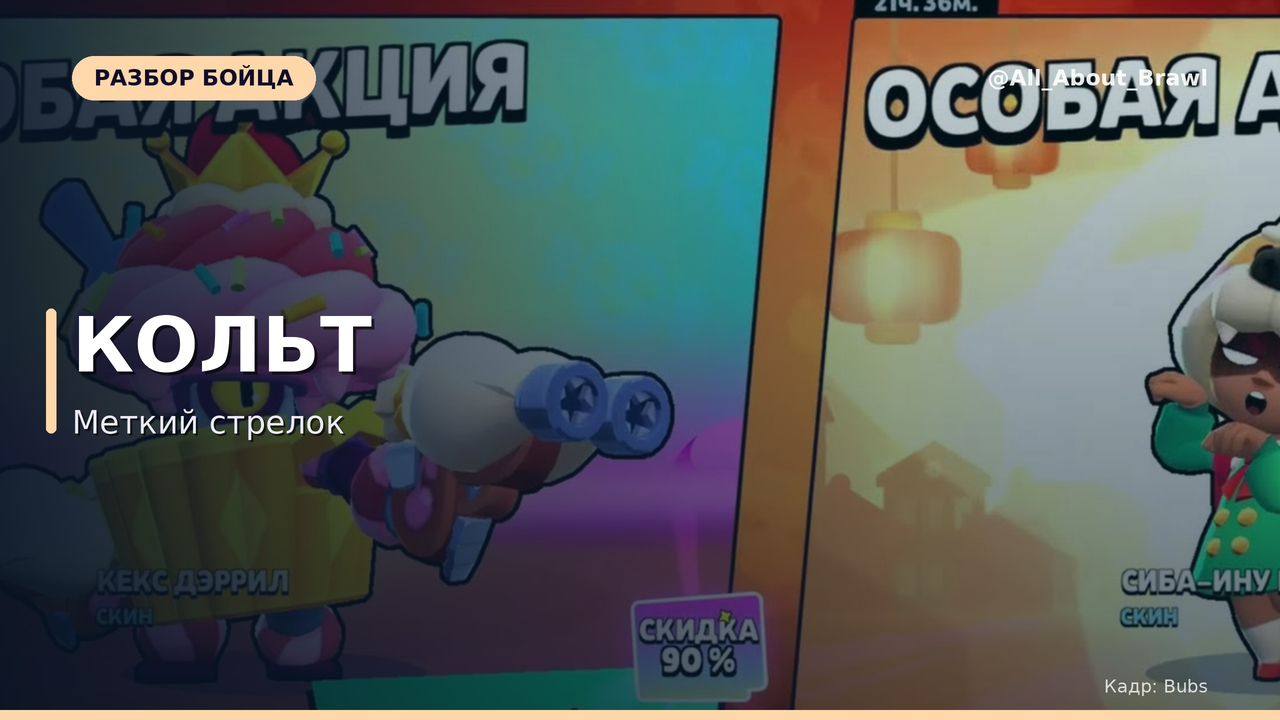 21Ч. 36М.
РАЗБОР БОЙЦА
@All_About_Brawl
ОБАЯ АКЦИЯ
ОСОБАЯ А
КОЛЬТ
Меткий стрелок
КЕКС ДЭРРИЛ
СКИН
СИБА-ИНУ
СКИН
СКИДКА
90 %
Кадр: Bubs